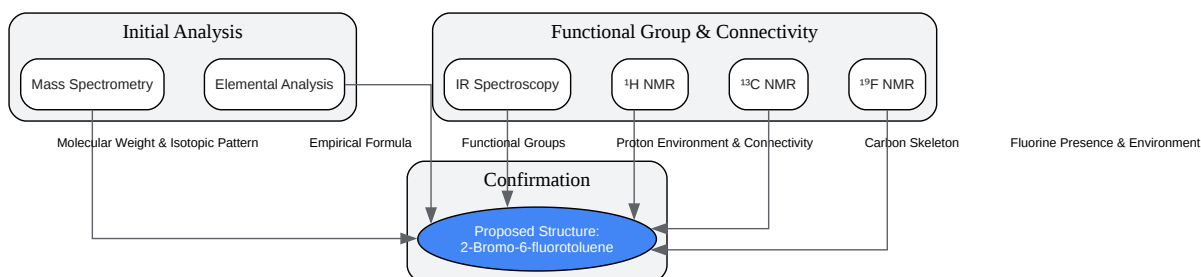 Initial Analysis
Functional Group & Connectivity
Mass Spectrometry
Elemental Analysis
IR Spectroscopy
¹H NMR
¹³C NMR
¹⁹F NMR
Molecular Weight & Isotopic Pattern
Empirical Formula
Functional Groups
Proton Environment & Connectivity
Carbon Skeleton
Fluorine Presence & Environment
Confirmation
Proposed Structure:
2-Bromo-6-fluorotoluene